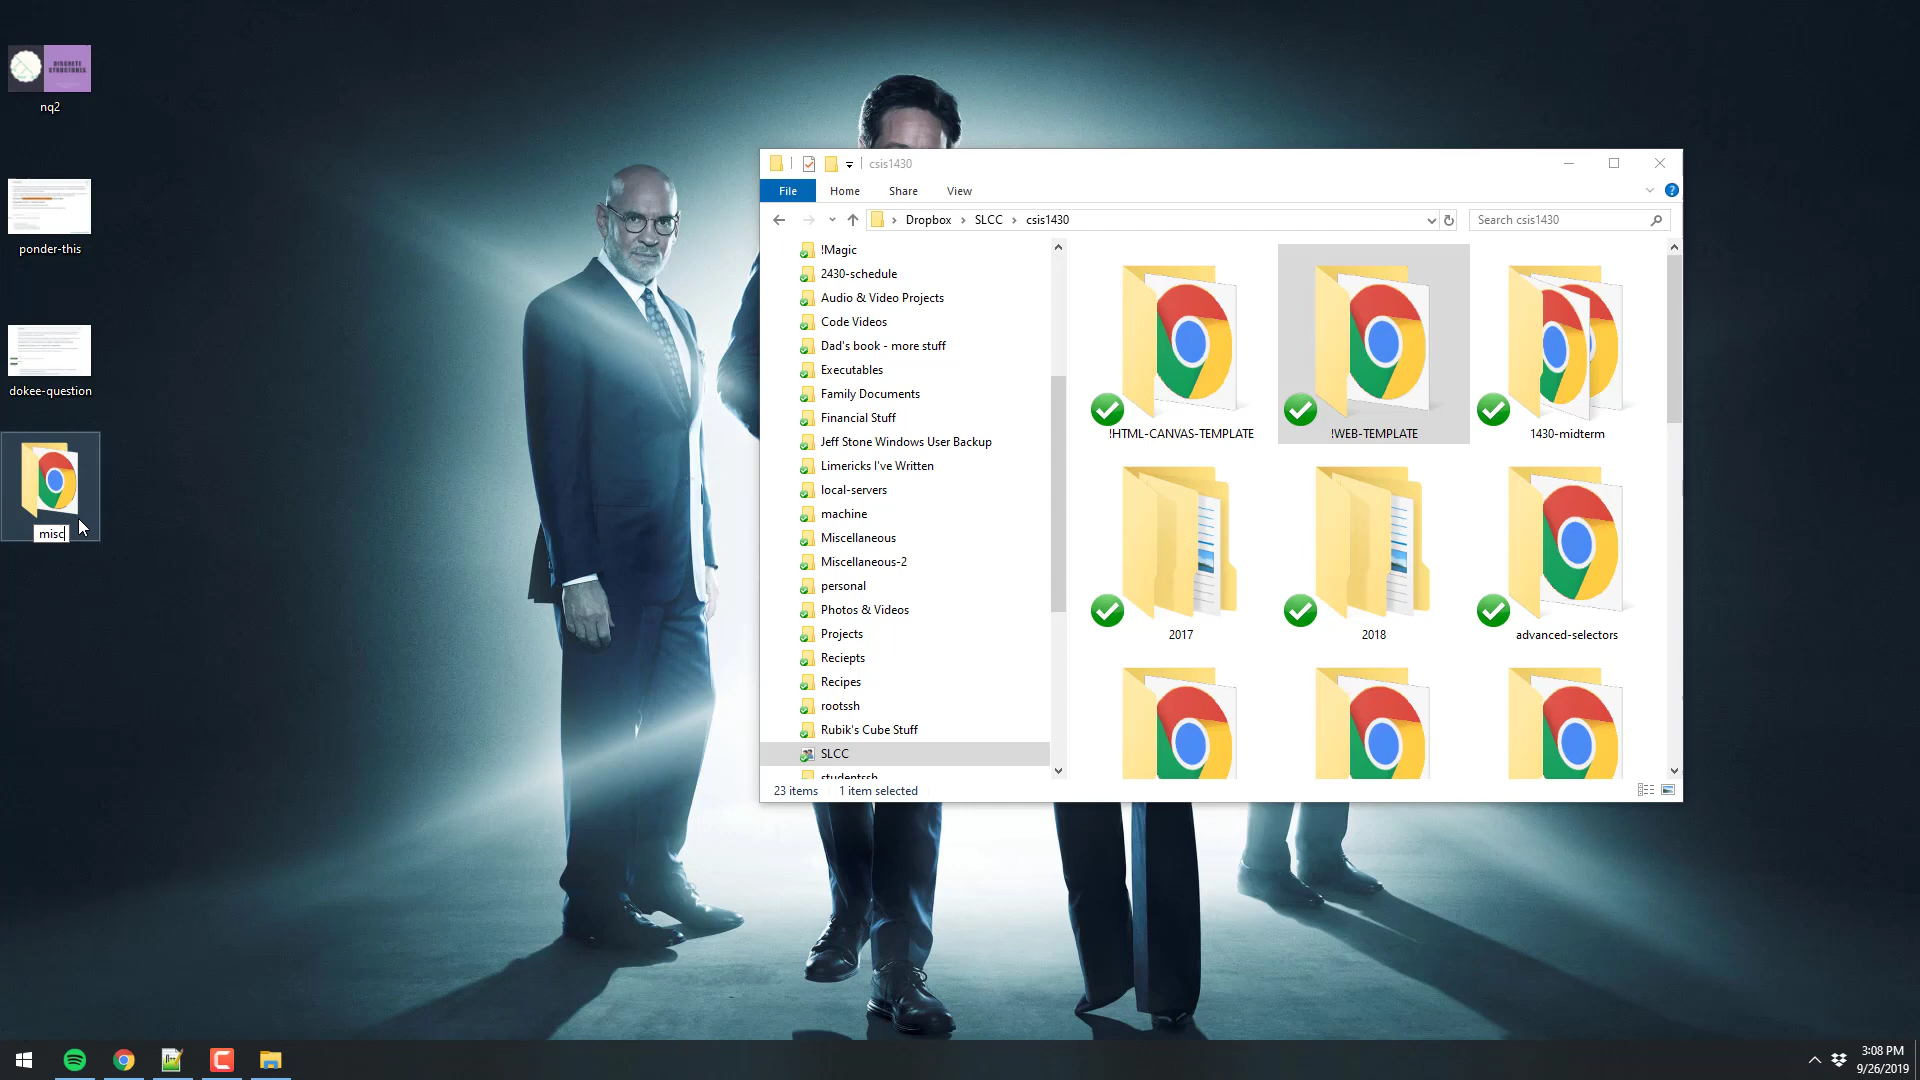 DISCRETE
STRUCTURES
nq2
ponder-this
dokee-question
misc
csis1430
File
Home
Share
View
Dropbox
SLCC
csis1430
Search csis1430
!Magic
2430-schedule
Audio & Video Projects
Code Videos
Dad's book - more stuff
Executables
Family Documents
Financial Stuff
Jeff Stone Windows User Backup
Limericks I've Written
local-servers
machine
Miscellaneous
Miscellaneous-2
personal
Photos & Videos
Projects
Reciepts
Recipes
rootssh
Rubik's Cube Stuff
SLCC
studentssh
!HTML-CANVAS-TEMPLATE
!WEB-TEMPLATE
1430-midterm
2017
2018
advanced-selectors
23 items
1 item selected
3:08 PM
9/26/2019